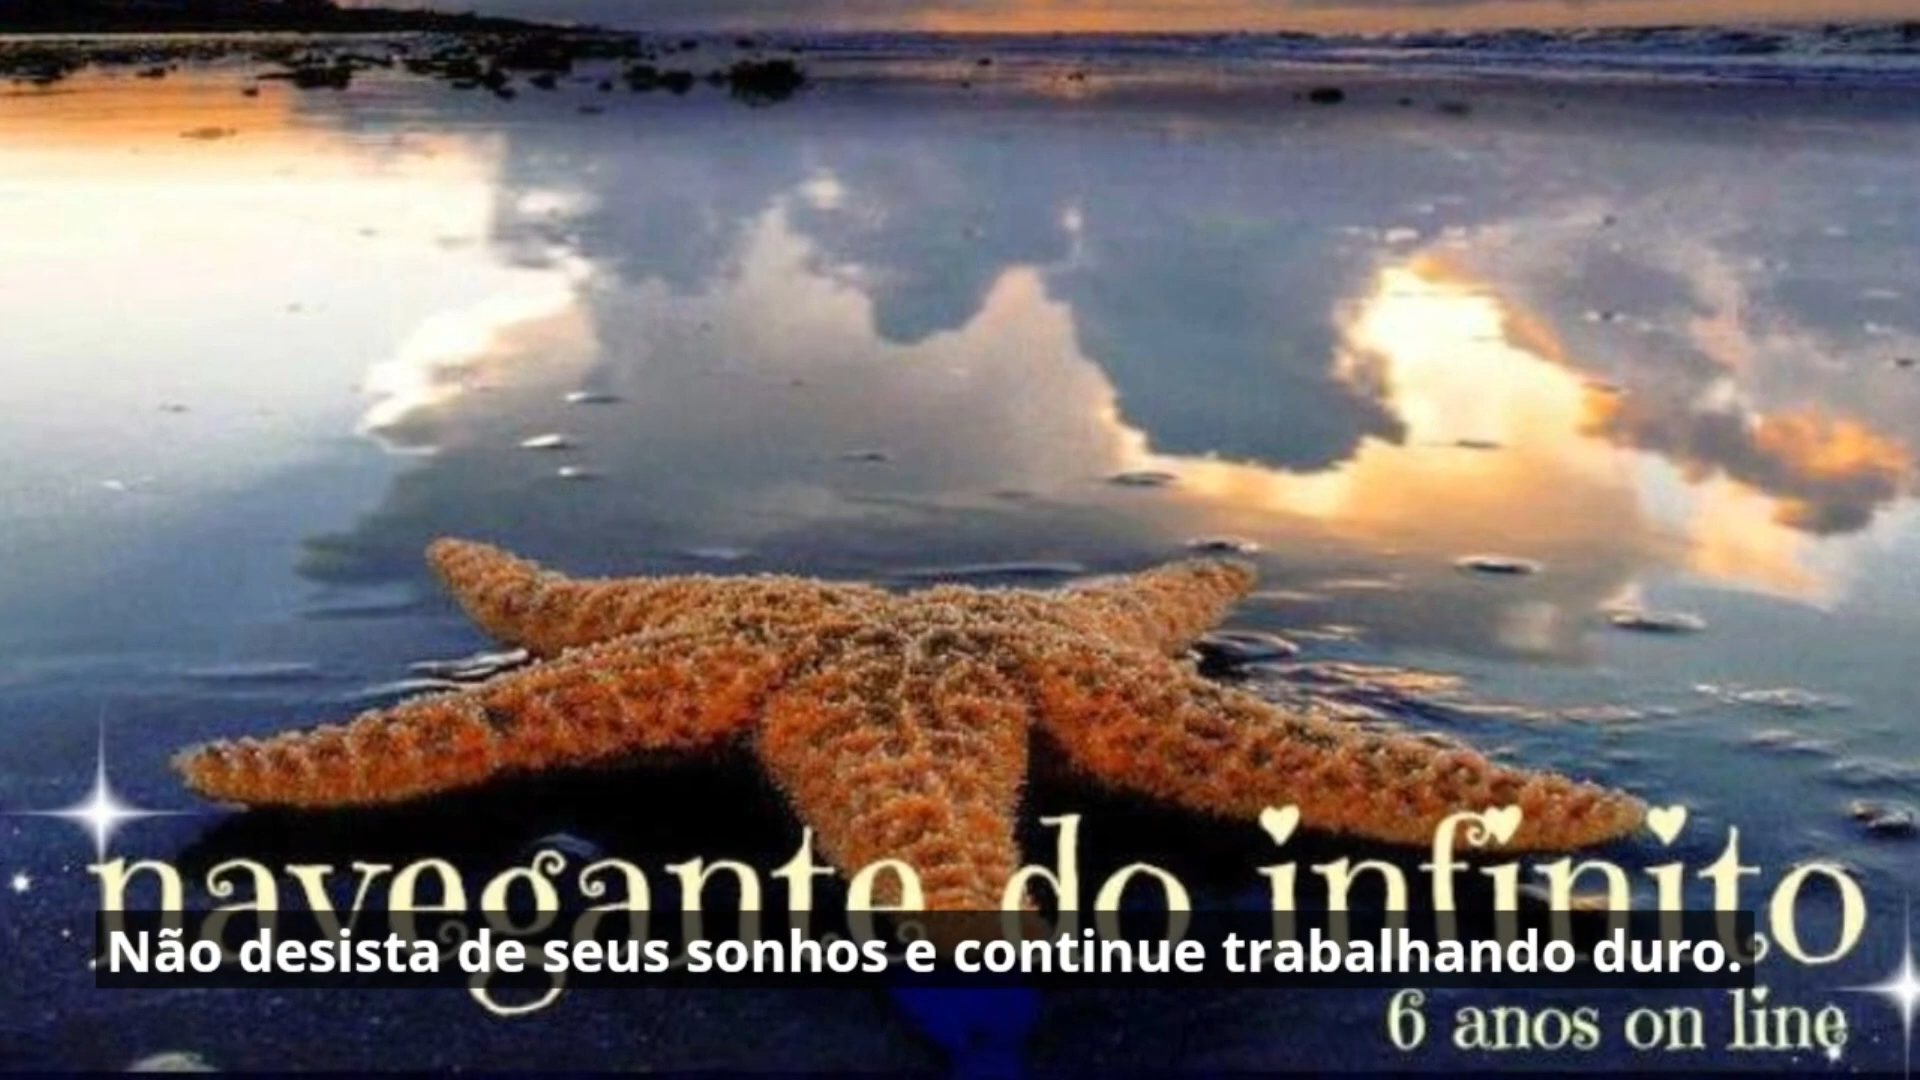 navegante do infinito
Não desista de seus sonhos e continue trabalhando duro.
6 anos on line